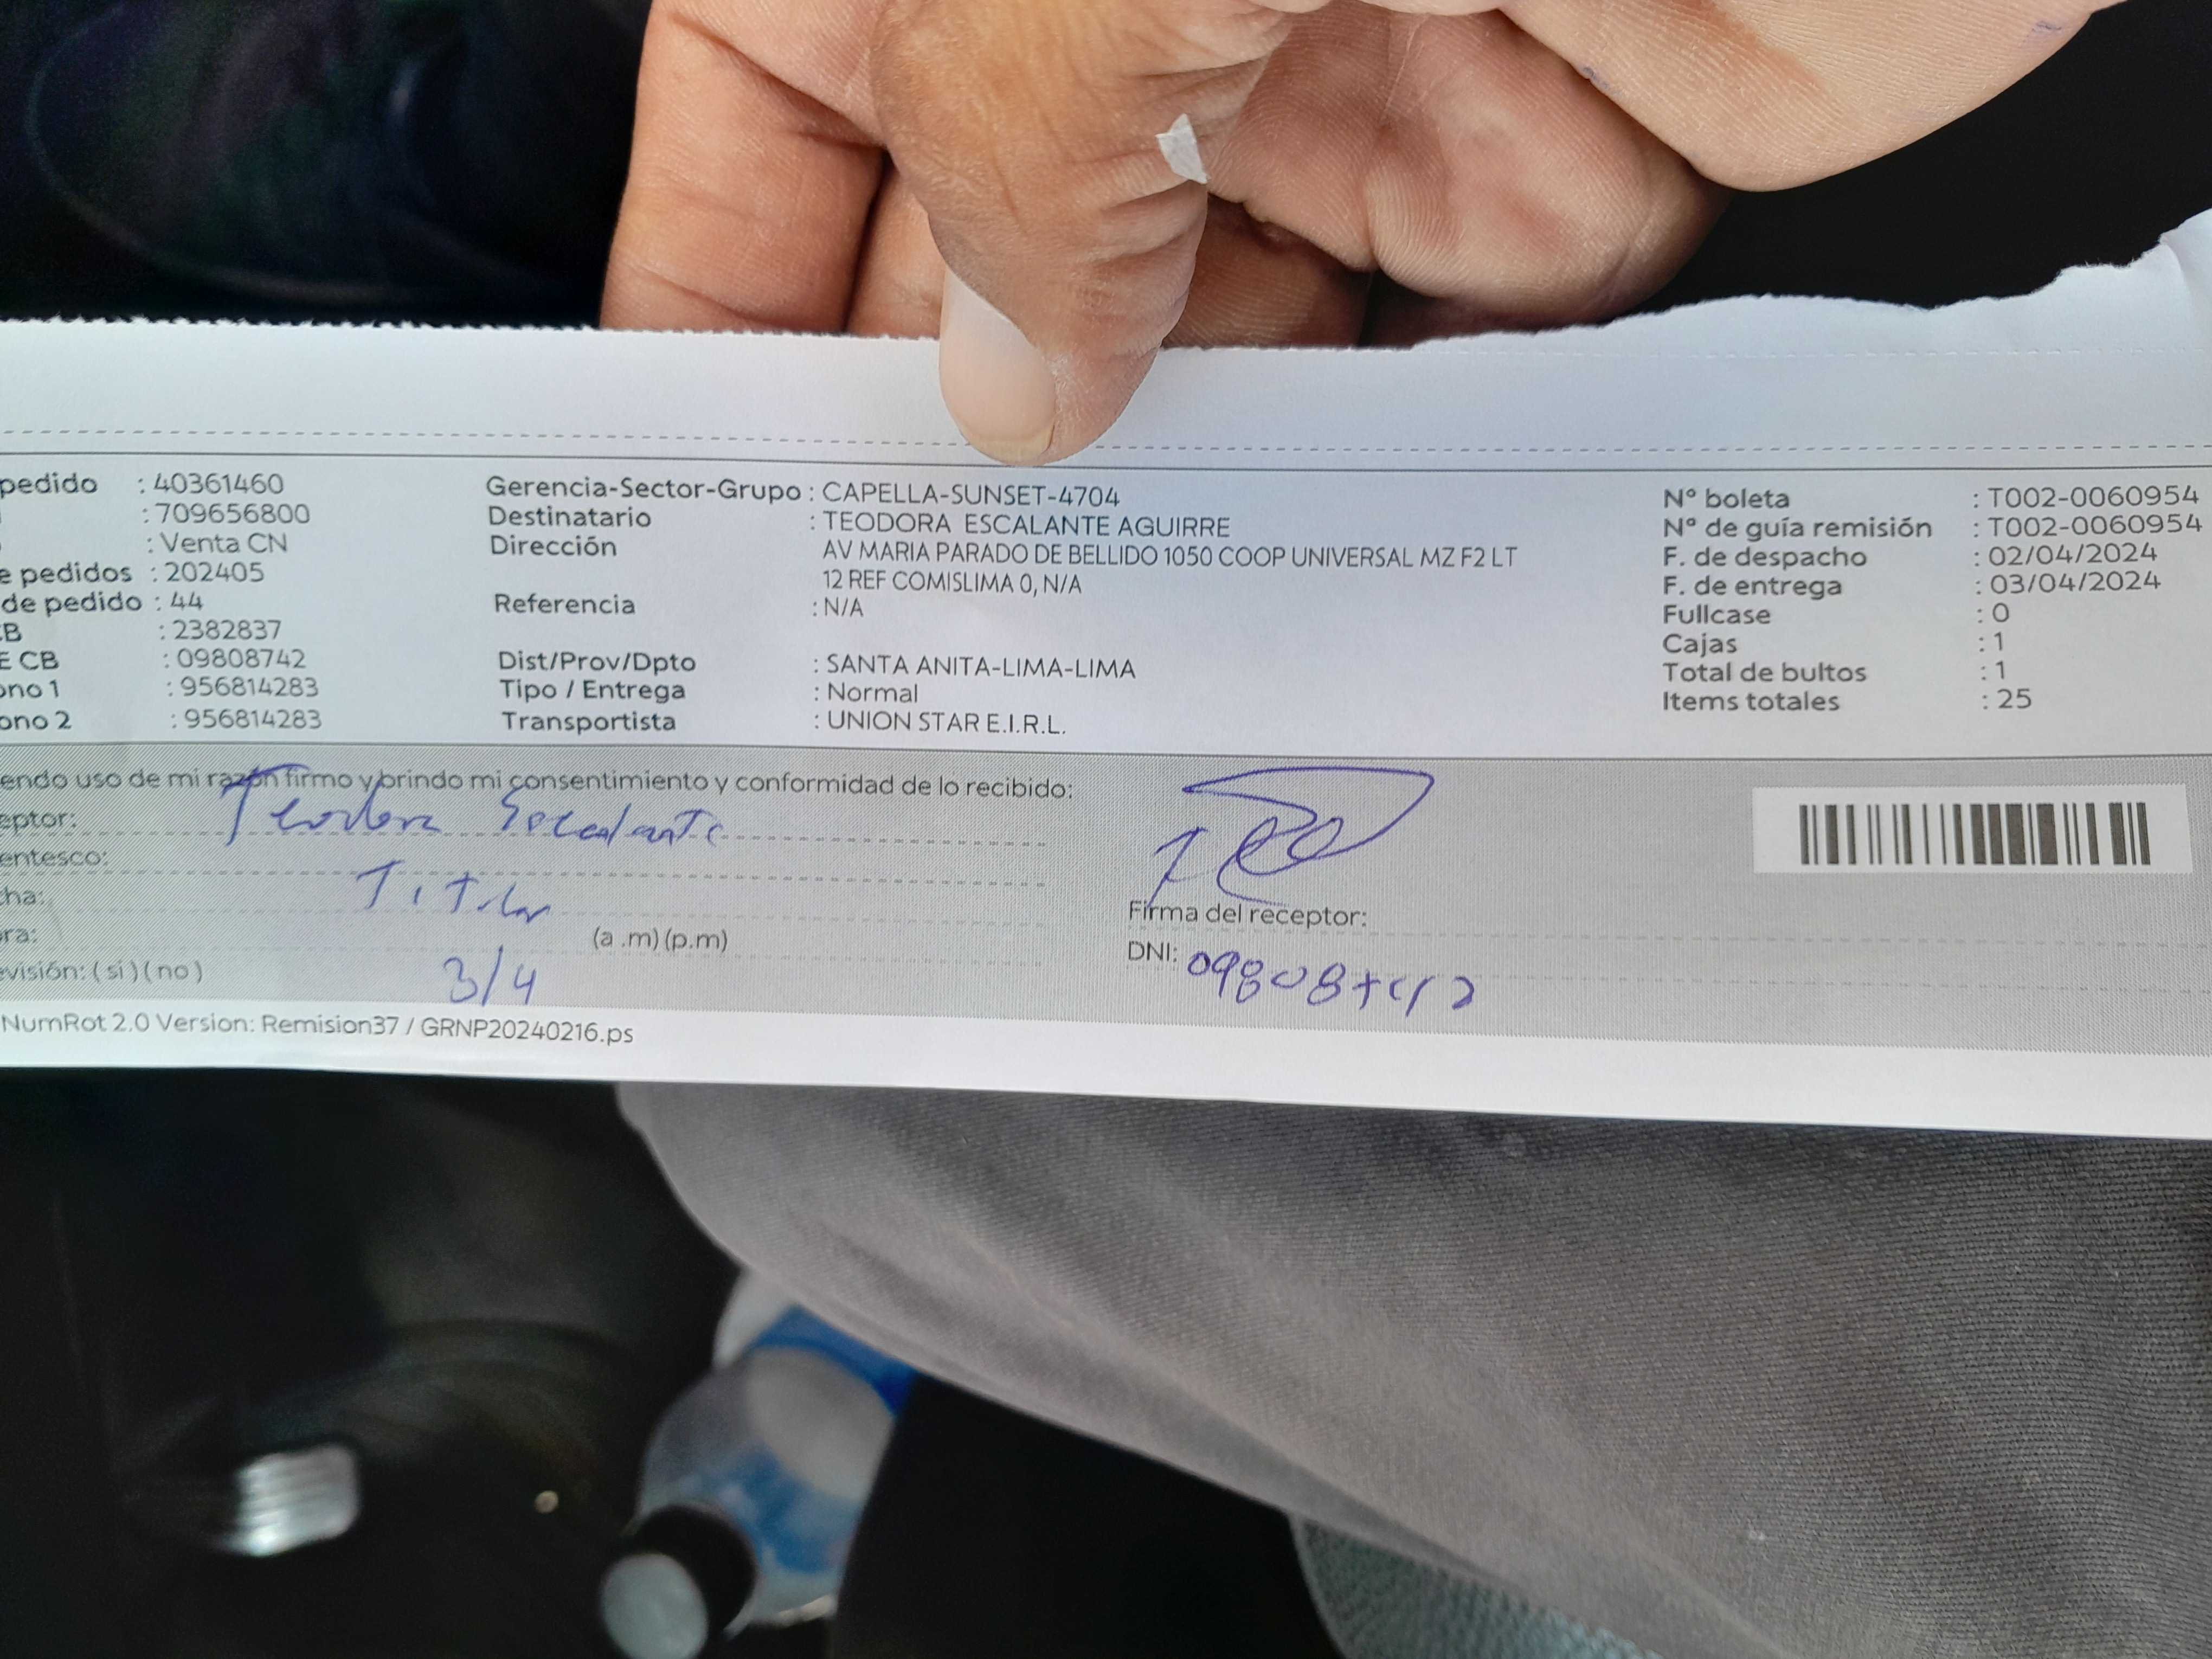 pedido : 40361460
: 709656800
: Venta CN
e pedidos : 202405
de pedido : 44
CB : 2382837
E CB : 09808742
ono 1 : 956814283
ono 2 : 956814283
Gerencia-Sector-Grupo : CAPELLA-SUNSET-4704
Destinatario : TEODORA ESCALANTE AGUIRRE
Dirección AV MARIA PARADO DE BELLIDO 1050 COOP UNIVERSAL MZ F2 LT
12 REF COMISLIMA 0, N/A
Referencia : N/A
Dist/Prov/Dpto : SANTA ANITA-LIMA-LIMA
Tipo / Entrega : Normal
Transportista : UNION STAR E.I.R.L.
N° boleta : T002-0060954
N° de guía remisión : T002-0060954
F. de despacho : 02/04/2024
F. de entrega : 03/04/2024
Fullcase : 0
Cajas : 1
Total de bultos : 1
Items totales : 25
endo uso de mi razón firmo y brindo mi consentimiento y conformidad de lo recibido:
eptor: Teodora Escalante
entesco: Titular
cha: 3/4
ora: (a .m) (p.m)
evisión: ( si ) ( no )
Firma del receptor:
DNI: 09808742
NumRot 2.0 Version: Remision37 / GRNP20240216.ps